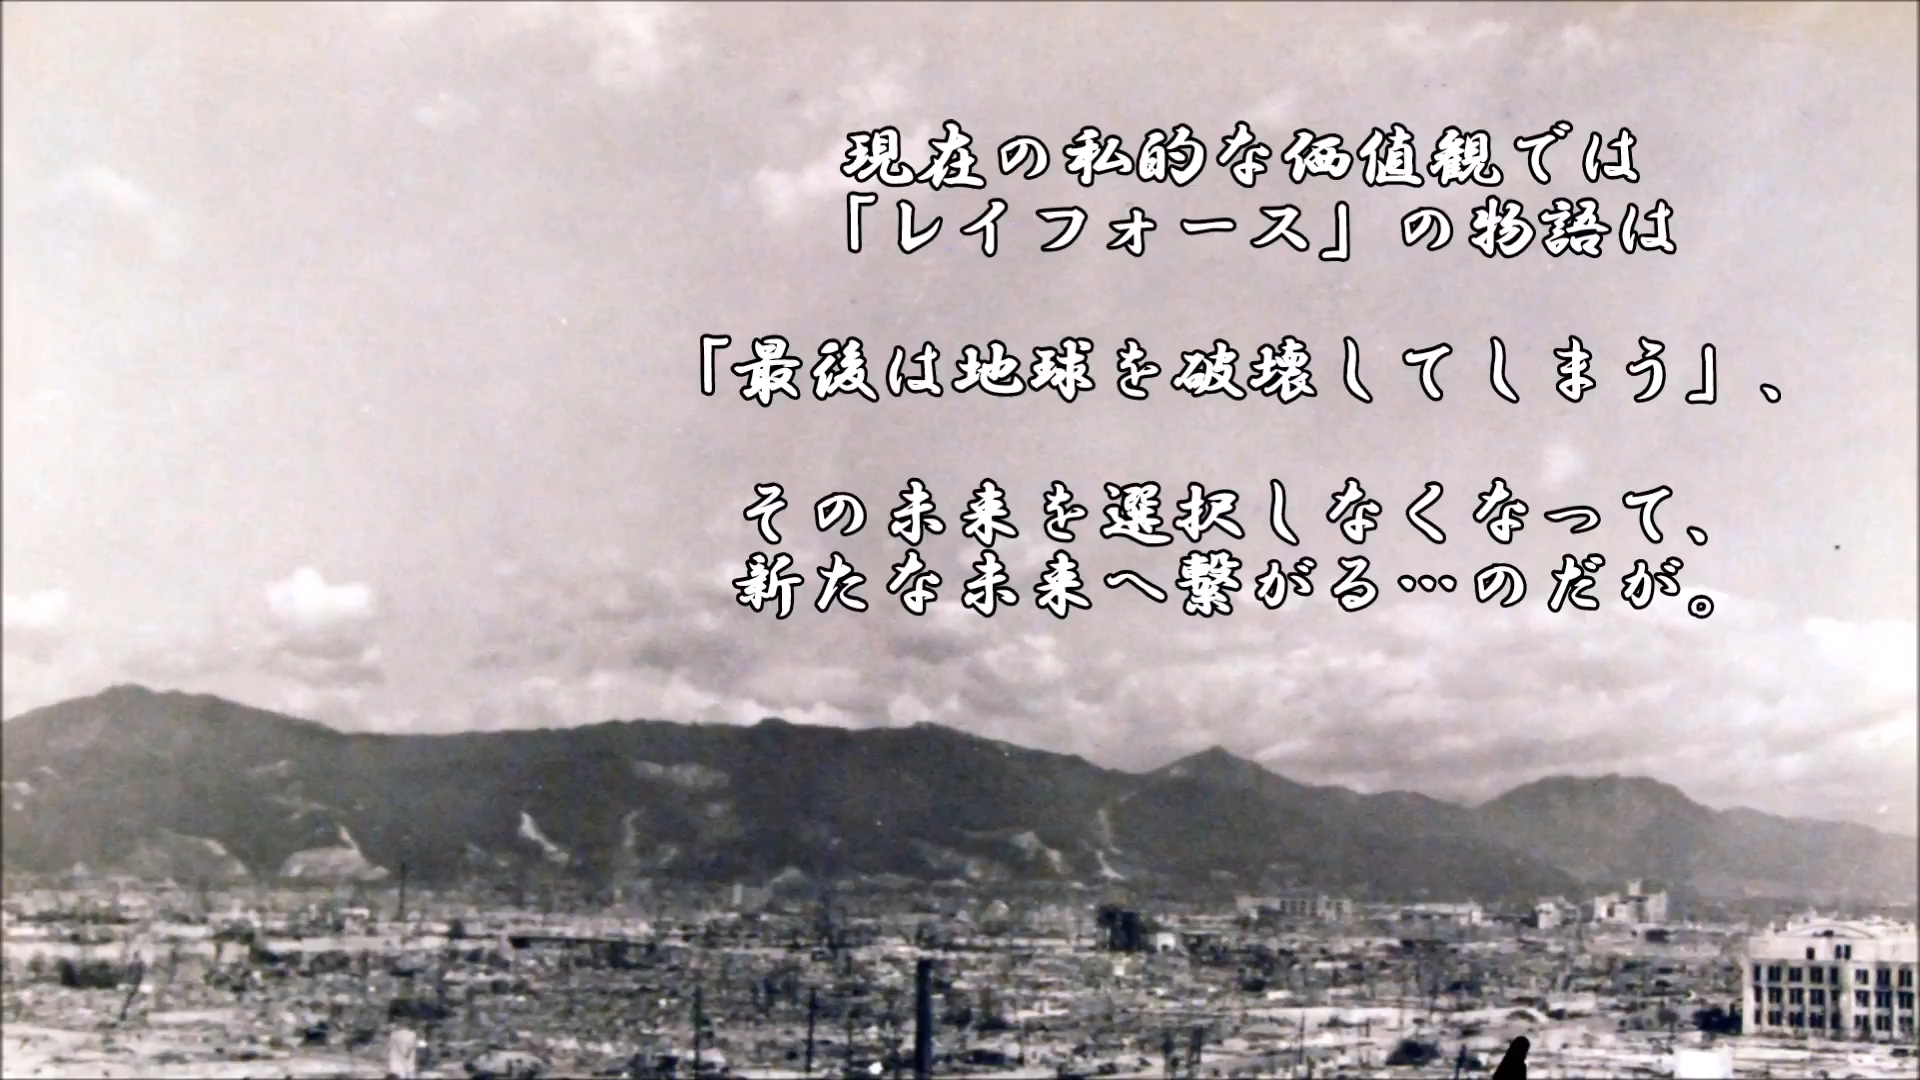 現在の私的な価値観では
「レイフォース」の物語は
「最後は地球を破壊してしまう」、
その未来を選択しなくなって、
新たな未来へ繋がる…のだが。